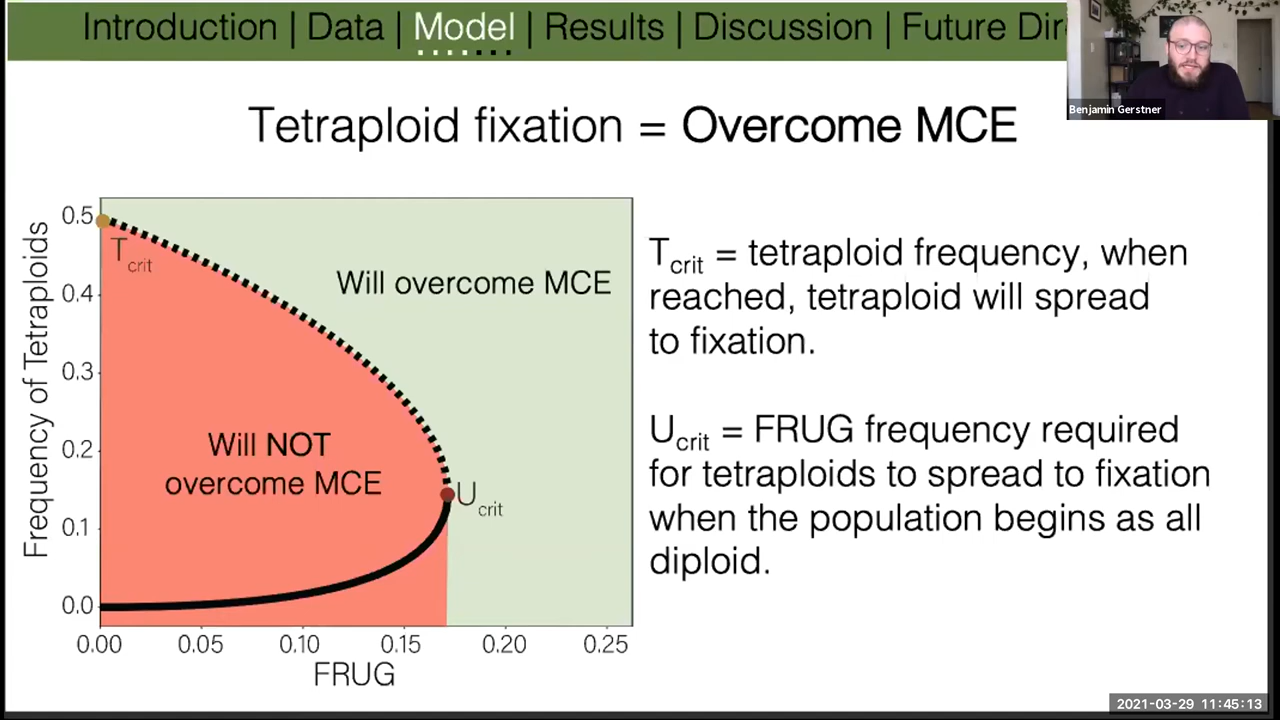 Introduction | Data | Model | Results | Discussion | Future Dir
Benjamin Gerstner
Tetraploid fixation = Overcome MCE
Frequency of Tetraploids
0.5
0.4
0.3
0.2
0.1
0.0
Tcrit
Will overcome MCE
Will NOT
overcome MCE
Ucrit
0.00 0.05 0.10 0.15 0.20 0.25
FRUG
Tcrit = tetraploid frequency, when
reached, tetraploid will spread
to fixation.
Ucrit = FRUG frequency required
for tetraploids to spread to fixation
when the population begins as all
diploid.
2021-03-29 11:45:13